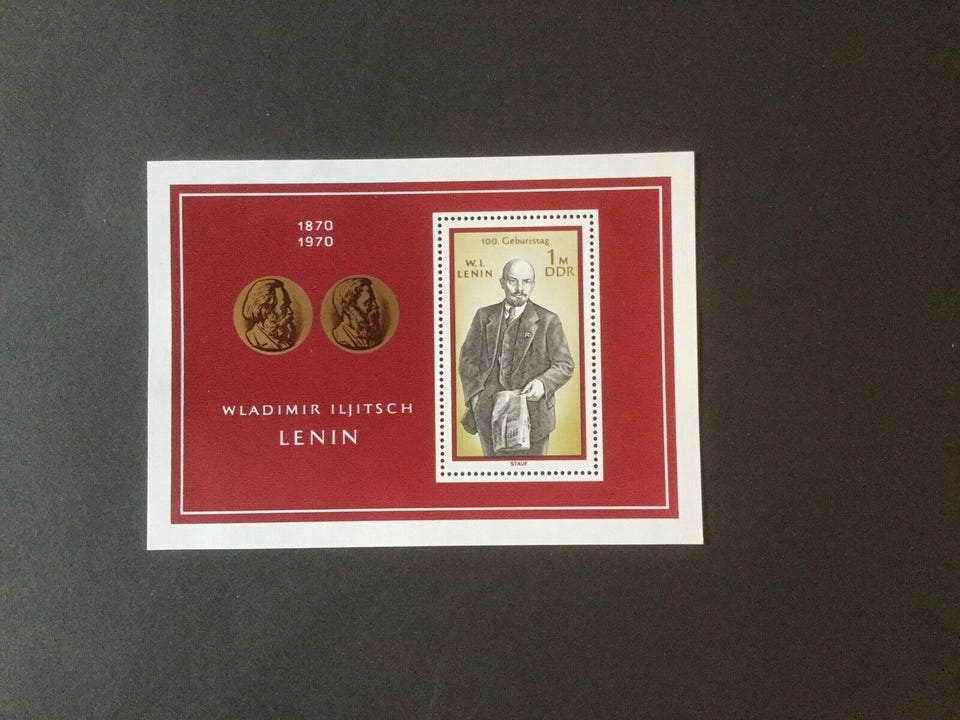 1870
1970
WLADIMIR ILJITSCH
LENIN
100. Geburtstag
W. I.
LENIN
1 M
DDR
STAUF